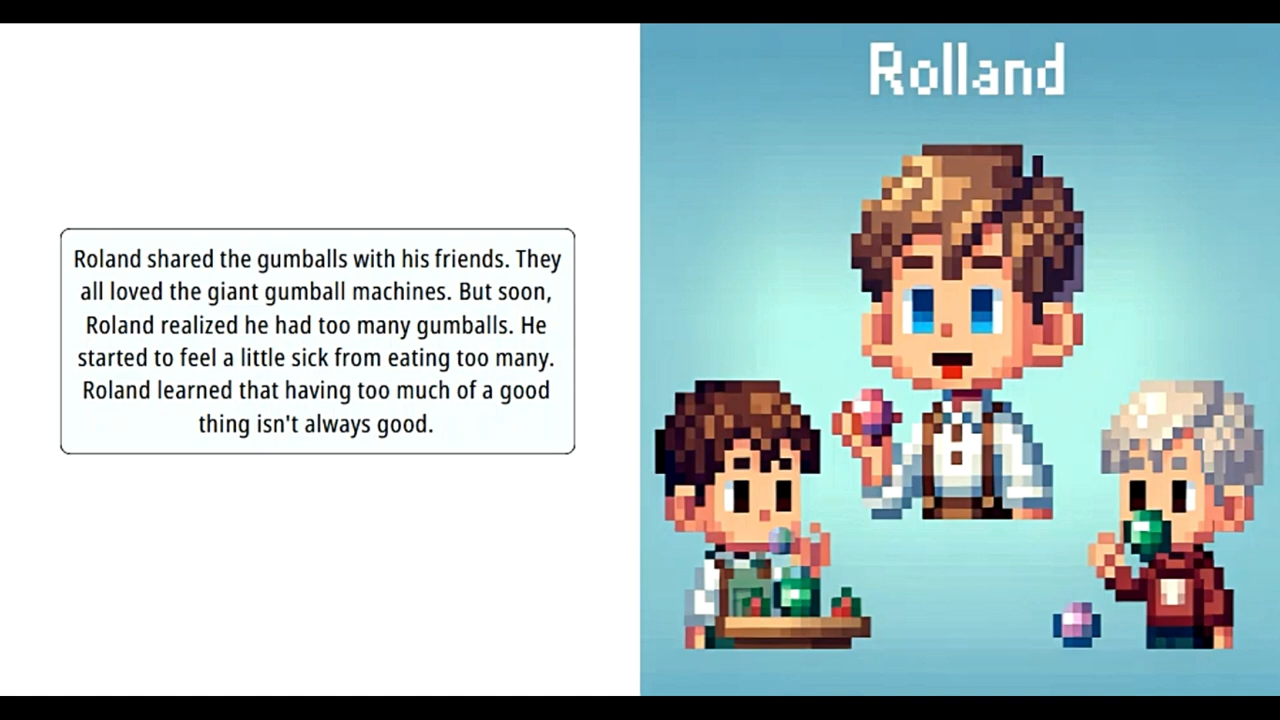 Roland shared the gumballs with his friends. They
all loved the giant gumball machines. But soon,
Roland realized he had too many gumballs. He
started to feel a little sick from eating too many.
Roland learned that having too much of a good
thing isn't always good.
Rolland